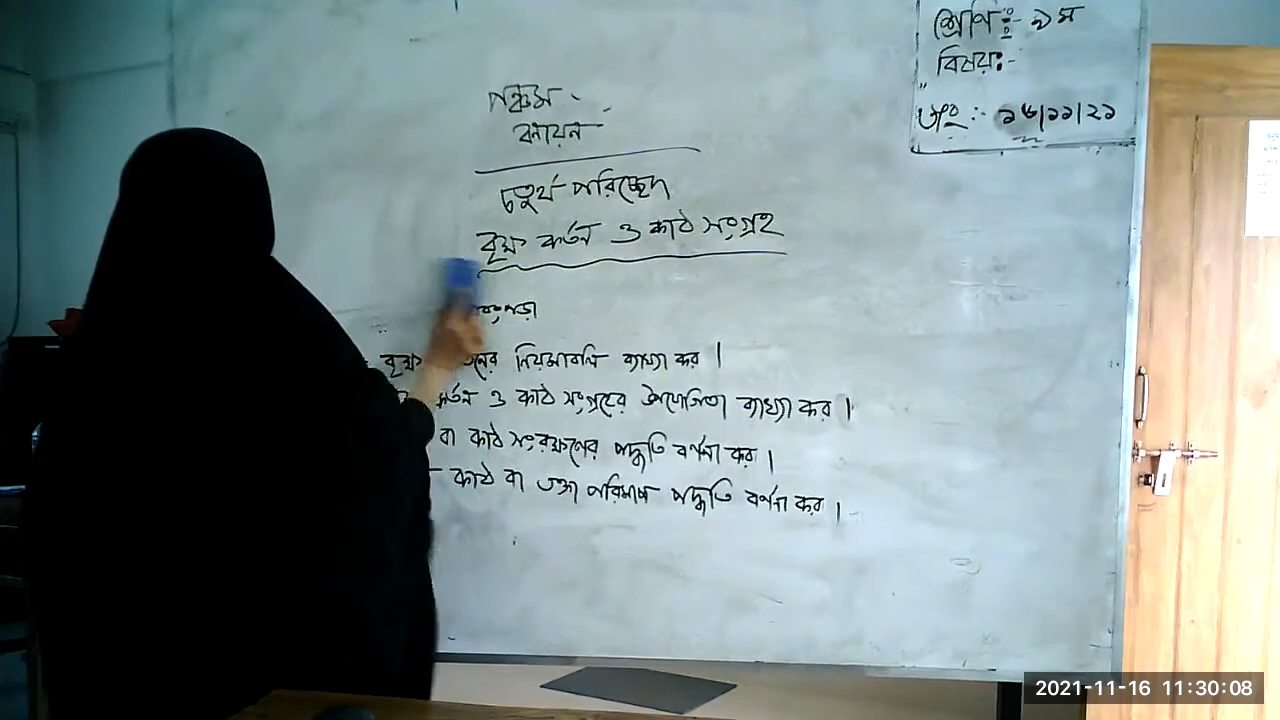 শ্রেণি ঃ- ৯ম
বিষয়ঃ-
তাং :- ১৬/১১/২১
পঞ্চম
বনায়ন
চতুর্থ পরিচ্ছেদ
বৃক্ষ কর্তন ও কাঠ সংগ্রহ
বৃক্ষ নিয়মাবলি ব্যাখ্যা কর।
কর্তন ও কাঠ সংগ্রহের উপযোগিতা ব্যাখ্যা কর।
বা কাঠ সংরক্ষণের পদ্ধতি বর্ণনা কর।
কাঠ বা তক্তা পরিমাপ পদ্ধতি বর্ণনা কর।
2021-11-16 11:30:08